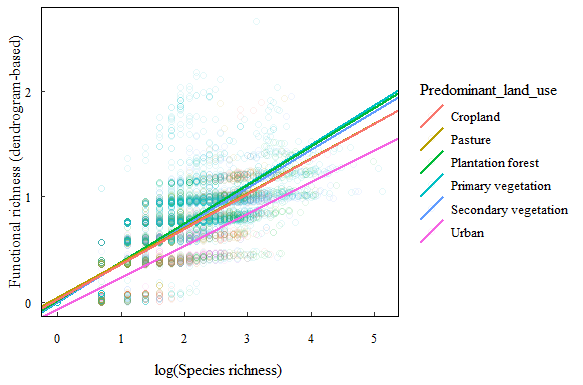 Functional richness (dendrogram-based)
2
1
0
0 1 2 3 4 5
log(Species richness)
Predominant_land_use
Cropland
Pasture
Plantation forest
Primary vegetation
Secondary vegetation
Urban